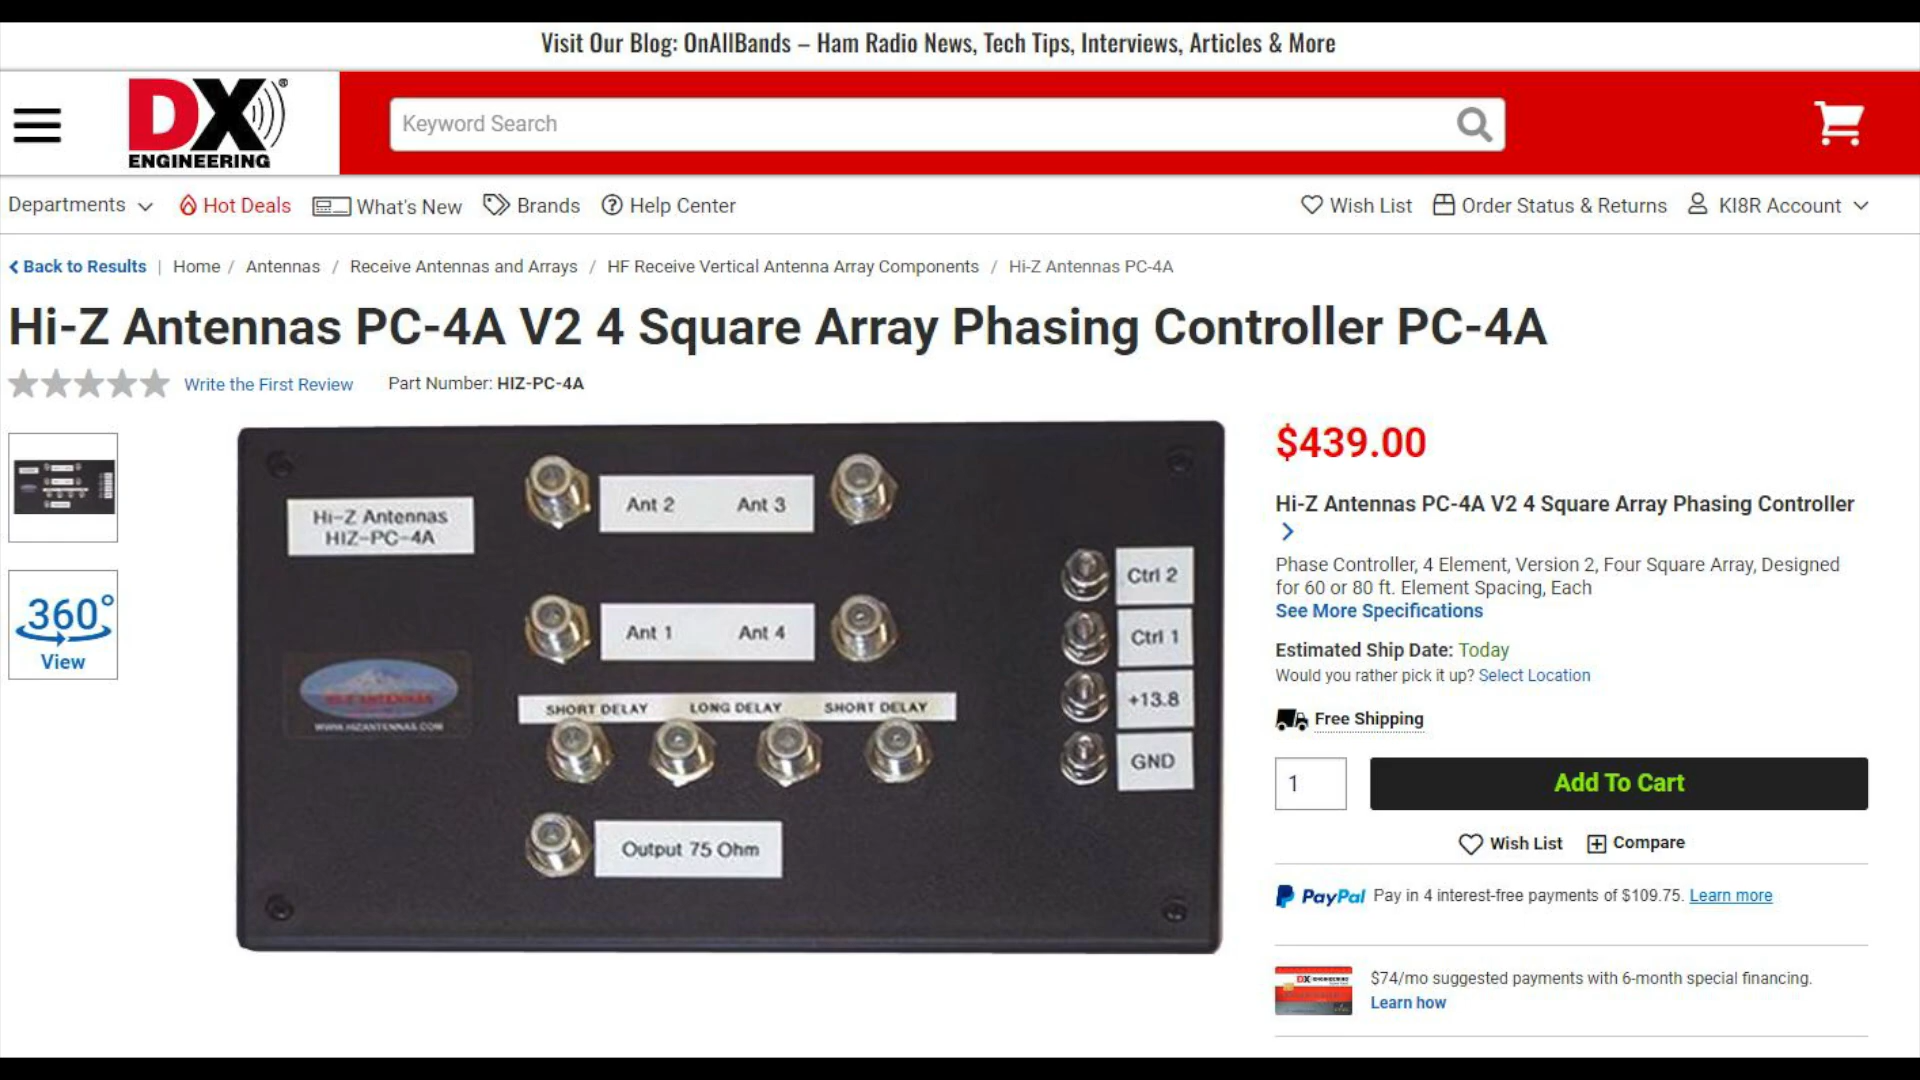 Visit Our Blog: OnAllBands – Ham Radio News, Tech Tips, Interviews, Articles & More
DX®
ENGINEERING
Keyword Search
Departments
Hot Deals
What's New
Brands
Help Center
Wish List
Order Status & Returns
KI8R Account
Back to Results | Home / Antennas / Receive Antennas and Arrays / HF Receive Vertical Antenna Array Components / Hi-Z Antennas PC-4A
Hi-Z Antennas PC-4A V2 4 Square Array Phasing Controller PC-4A
Write the First Review
Part Number: HIZ-PC-4A
360°
View
Hi-Z Antennas
HIZ-PC-4A
Ant 2 Ant 3
Ant 1 Ant 4
SHORT DELAY LONG DELAY SHORT DELAY
Output 75 Ohm
Ctrl 2
Ctrl 1
+13.8
GND
HI-Z ANTENNAS
WWW.HIZANTENNAS.COM
$439.00
Hi-Z Antennas PC-4A V2 4 Square Array Phasing Controller
Phase Controller, 4 Element, Version 2, Four Square Array, Designed
for 60 or 80 ft. Element Spacing, Each
See More Specifications
Estimated Ship Date: Today
Would you rather pick it up? Select Location
Free Shipping
1
Add To Cart
Wish List
Compare
PayPal Pay in 4 interest-free payments of $109.75. Learn more
DX ENGINEERING
$74/mo suggested payments with 6-month special financing.
Learn how